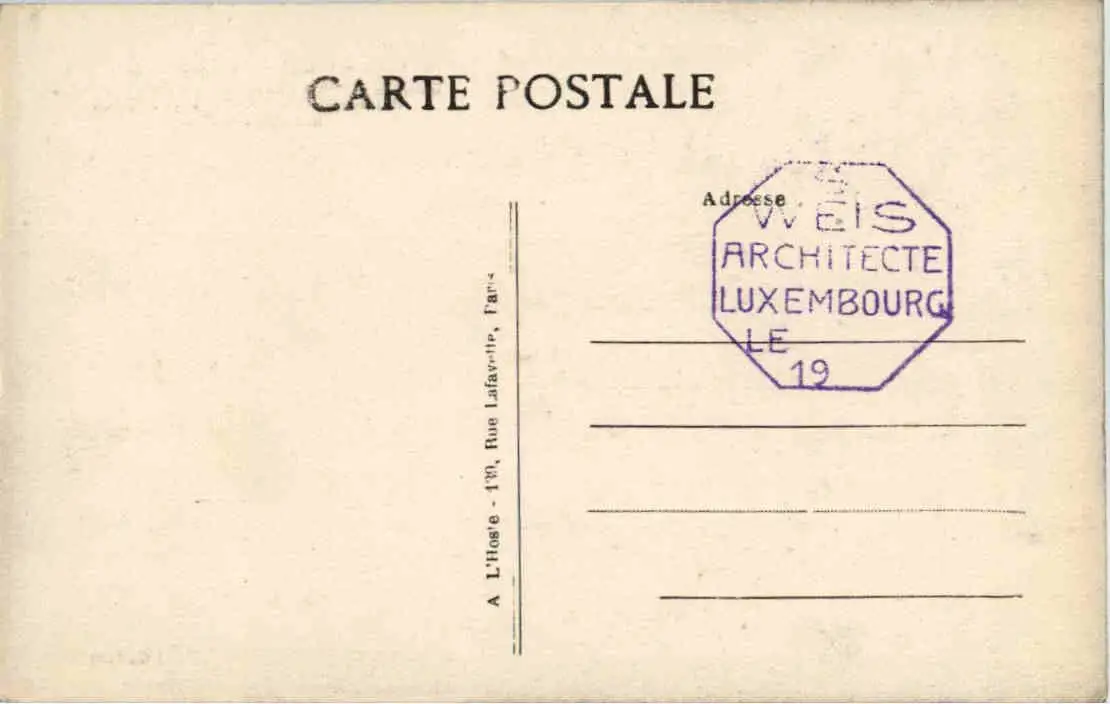 CARTE POSTALE
Adresse
WEIS
ARCHITECTE
LUXEMBOURG
LE
19
A L'Hoste - 139, Rue Lafayette, Paris